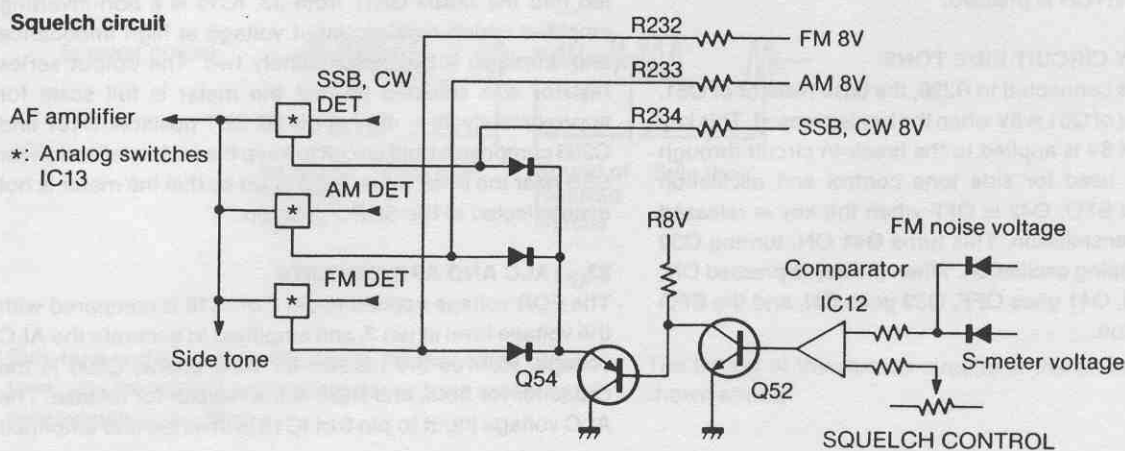 Squelch circuit
R232
FM 8V
R233
AM 8V
R234
SSB, CW 8V
SSB, CW
DET
AF amplifier
*
*: Analog switches
IC13
AM DET
*
R8V
FM noise voltage
FM DET
*
Comparator
IC12
Side tone
S-meter voltage
Q54
Q52
SQUELCH CONTROL